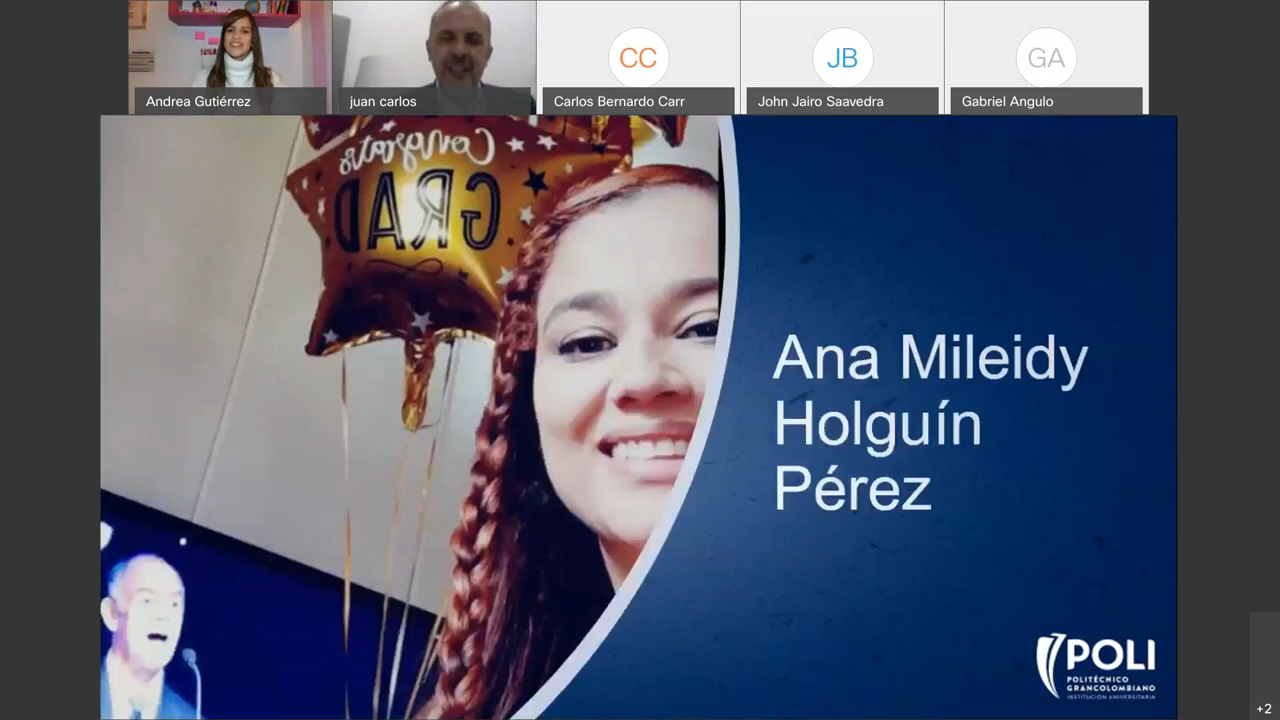 Andrea Gutiérrez
juan carlos
CC
Carlos Bernardo Carr
JB
John Jairo Saavedra
GA
Gabriel Angulo
Congrats
GRAD
Ana Mileidy
Holguín
Pérez
POLI
POLITÉCNICO
GRANCOLOMBIANO
INSTITUCIÓN UNIVERSITARIA
+2